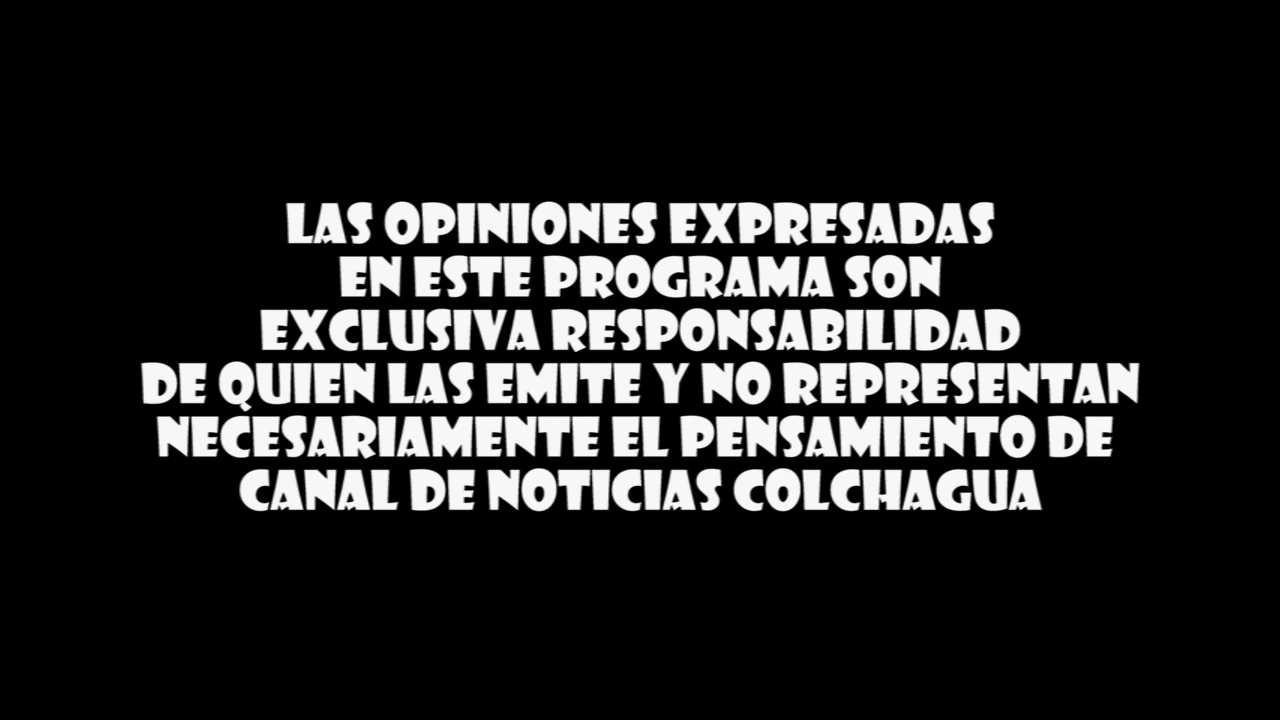 LAS OPINIONES EXPRESADAS
EN ESTE PROGRAMA SON
EXCLUSIVA RESPONSABILIDAD
DE QUIEN LAS EMITE Y NO REPRESENTAN
NECESARIAMENTE EL PENSAMIENTO DE
CANAL DE NOTICIAS COLCHAGUA